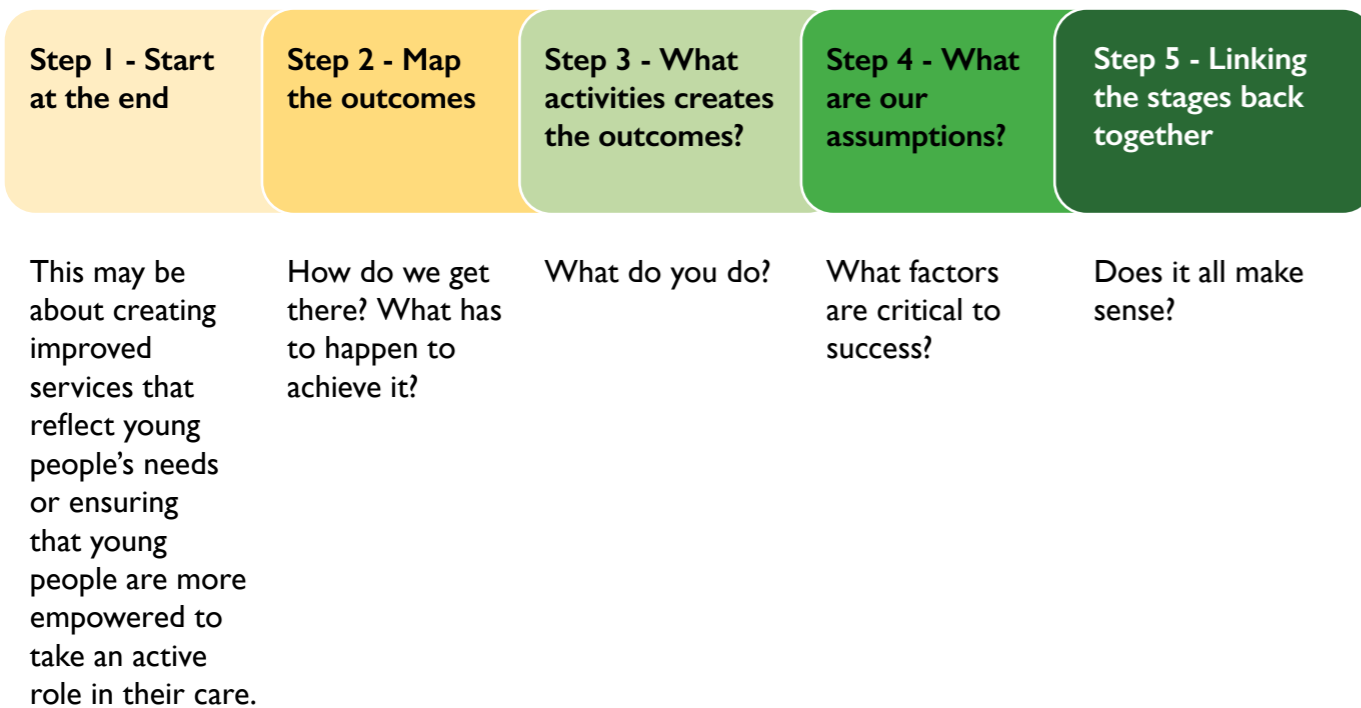 Step 1 - Start
at the end
Step 2 - Map
the outcomes
Step 3 - What
activities creates
the outcomes?
Step 4 - What
are our
assumptions?
Step 5 - Linking
the stages back
together
This may be
about creating
improved
services that
reflect young
people’s needs
or ensuring
that young
people are more
empowered to
take an active
role in their care.
How do we get
there? What has
to happen to
achieve it?
What do you do?
What factors
are critical to
success?
Does it all make
sense?